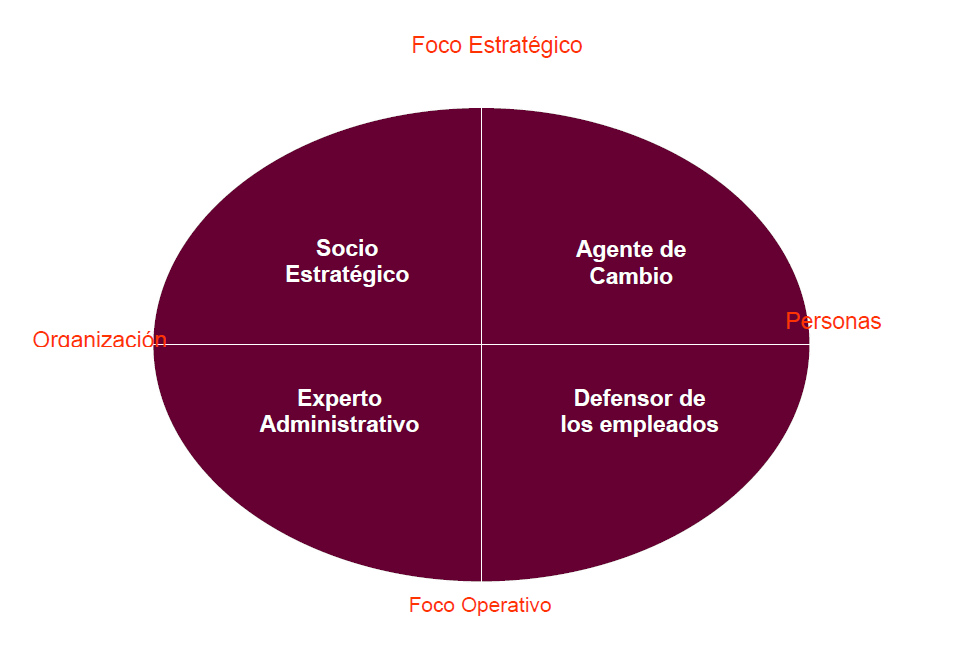 Foco Estratégico
Socio
Estratégico
Agente de
Cambio
Organización
Personas
Experto
Administrativo
Defensor de
los empleados
Foco Operativo